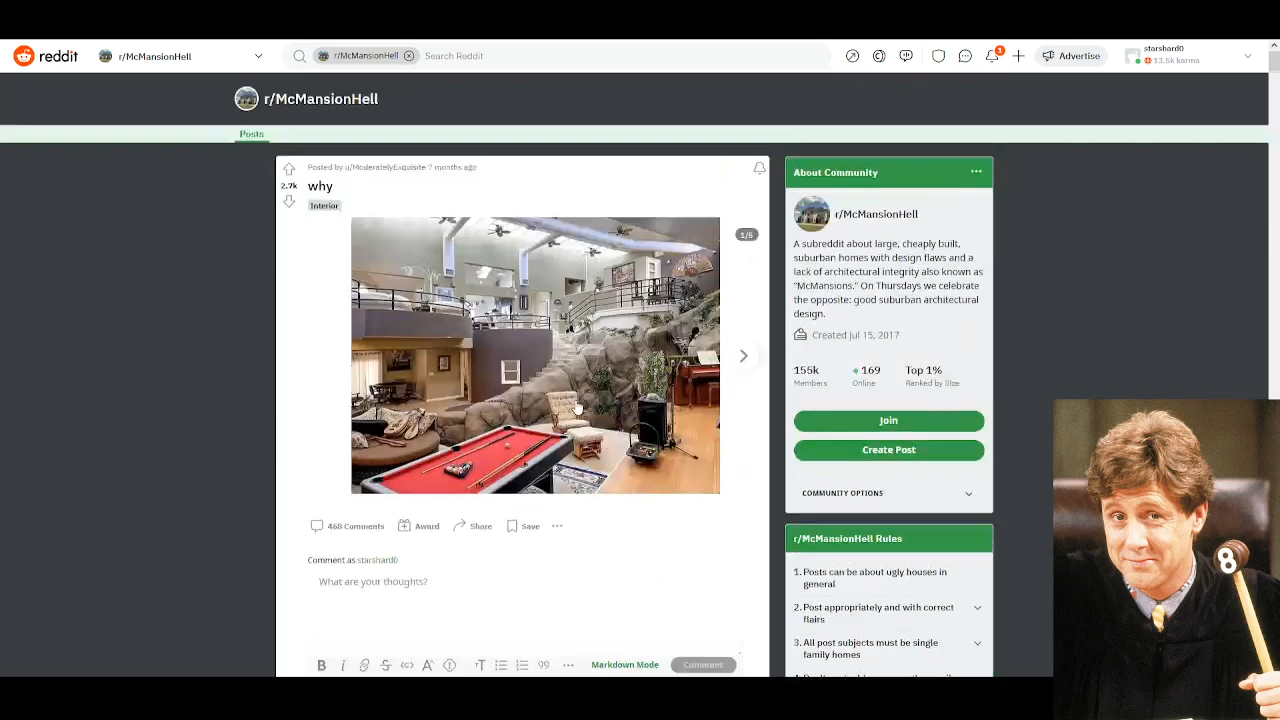 reddit
r/McMansionHell
r/McMansionHell
Search Reddit
1
Advertise
starshard0
13.5k karma
r/McMansionHell
Posts
Posted by u/ModeratelyExquisite 7 months ago
2.7k
why
Interior
1/5
468 Comments
Award
Share
Save
Comment as starshard0
What are your thoughts?
Markdown Mode
Comment
About Community
r/McMansionHell
A subreddit about large, cheaply built,
suburban homes with design flaws and a
lack of architectural integrity also known as
"McMansions." On Thursdays we celebrate
the opposite: good suburban architectural
design.
Created Jul 15, 2017
155k
Members
169
Online
Top 1%
Ranked by Size
Join
Create Post
COMMUNITY OPTIONS
r/McMansionHell Rules
1. Posts can be about ugly houses in
general
2. Post appropriately and with correct
flairs
3. All post subjects must be single
family homes
8